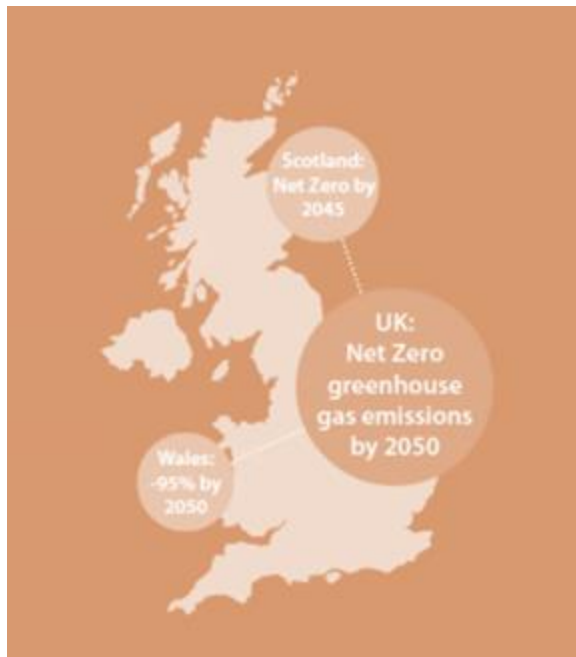 Scotland:
Net Zero by
2045
UK:
Net Zero
greenhouse
gas emissions
by 2050
Wales:
-95% by
2050